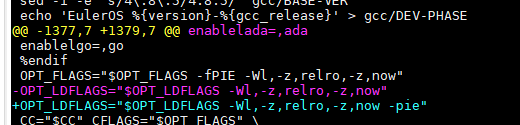 sed -i -e 's/4\.8\.5/4.8.5/' gcc/BASE-VER
echo 'EulerOS %{version}-%{gcc_release}' > gcc/DEV-PHASE
@@ -1377,7 +1379,7 @@ enablelada=,ada
enablelgo=,go
%endif
OPT_FLAGS="$OPT_FLAGS -fPIE -Wl,-z,relro,-z,now"
-OPT_LDFLAGS="$OPT_LDFLAGS -Wl,-z,relro,-z,now"
+OPT_LDFLAGS="$OPT_LDFLAGS -Wl,-z,relro,-z,now -pie"
CC="$CC" CFLAGS="$OPT_FLAGS" \